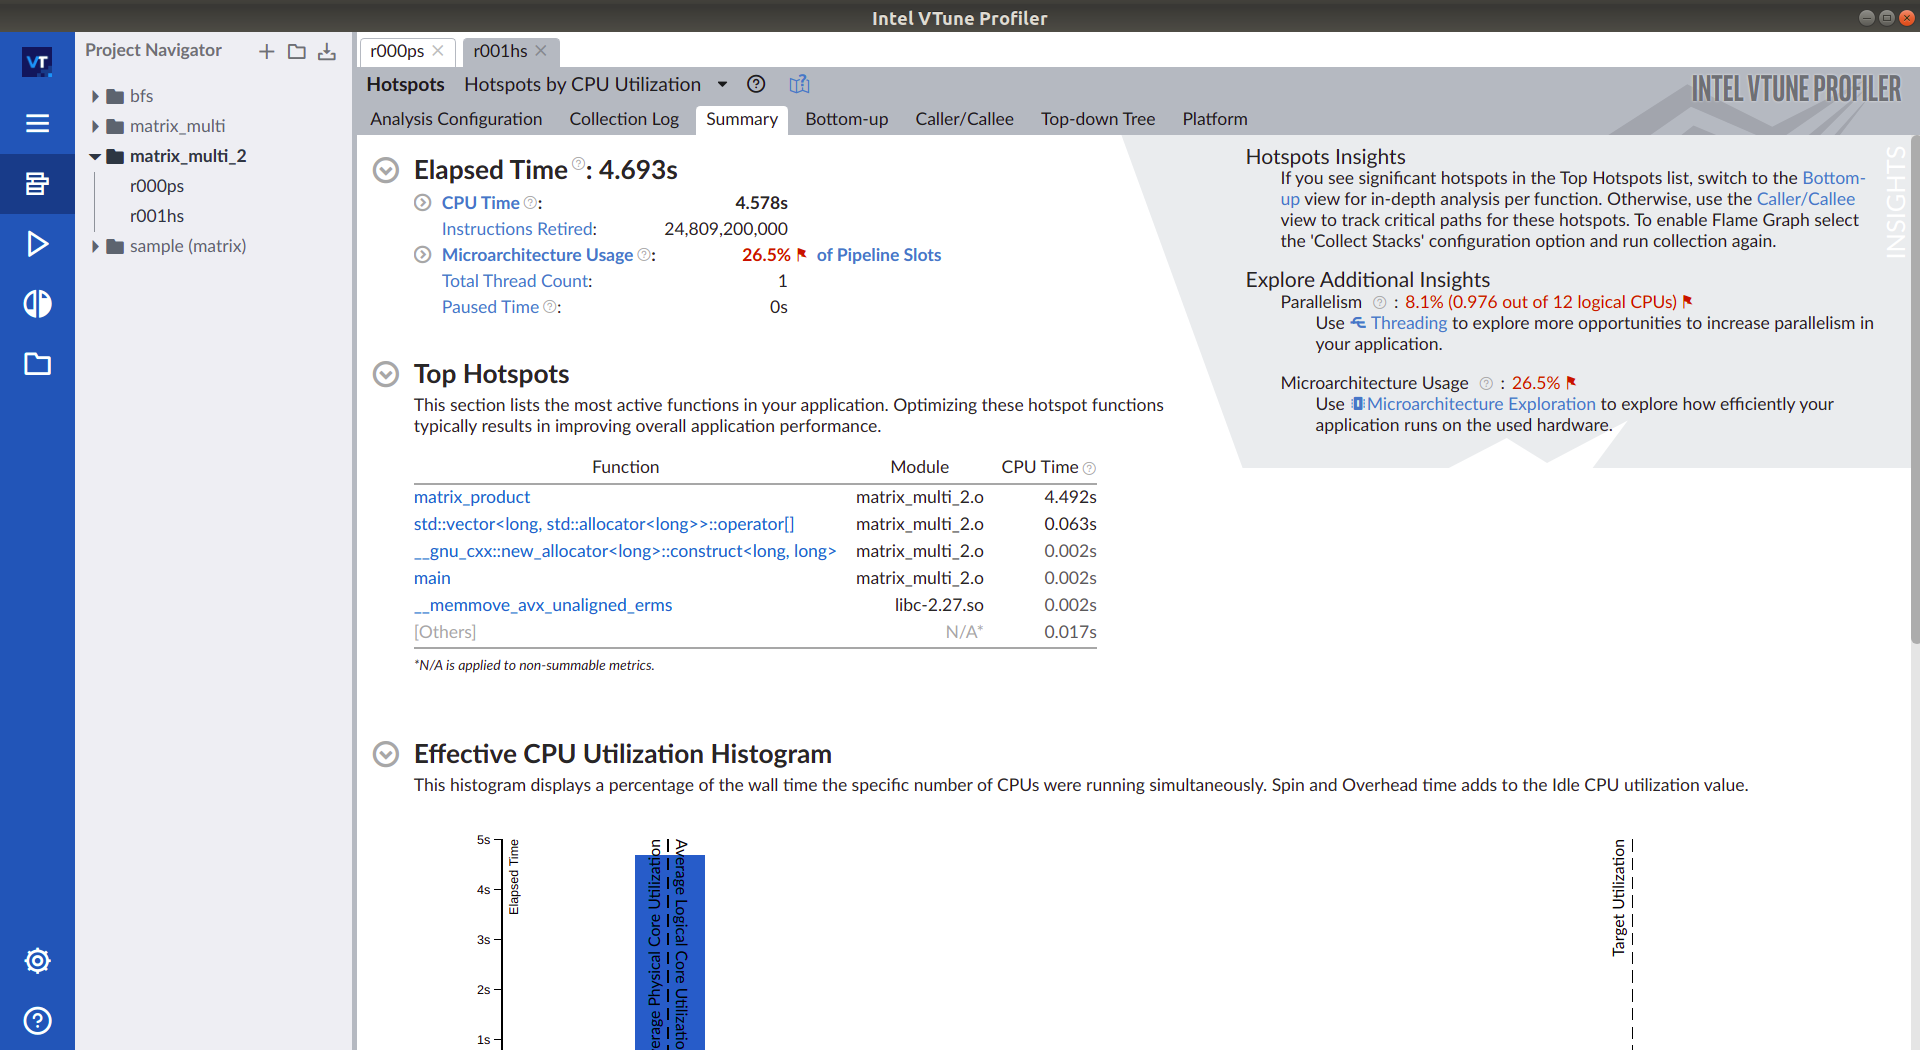 Intel VTune Profiler
VT
Project Navigator
bfs
matrix_multi
matrix_multi_2
r000ps
r001hs
sample (matrix)
r000ps
r001hs
Hotspots Hotspots by CPU Utilization
INTEL VTUNE PROFILER
Analysis Configuration Collection Log Summary Bottom-up Caller/Callee Top-down Tree Platform
Elapsed Time : 4.693s
CPU Time : 4.578s
Instructions Retired: 24,809,200,000
Microarchitecture Usage : 26.5% of Pipeline Slots
Total Thread Count: 1
Paused Time : 0s
Hotspots Insights
If you see significant hotspots in the Top Hotspots list, switch to the Bottom-
up view for in-depth analysis per function. Otherwise, use the Caller/Callee
view to track critical paths for these hotspots. To enable Flame Graph select
the 'Collect Stacks' configuration option and run collection again.
Explore Additional Insights
Parallelism : 8.1% (0.976 out of 12 logical CPUs)
Use Threading to explore more opportunities to increase parallelism in
your application.
Microarchitecture Usage : 26.5%
Use Microarchitecture Exploration to explore how efficiently your
application runs on the used hardware.
INSIGHTS
Top Hotspots
This section lists the most active functions in your application. Optimizing these hotspot functions
typically results in improving overall application performance.
Function Module CPU Time
matrix_product matrix_multi_2.o 4.492s
std::vector<long, std::allocator<long>>::operator[] matrix_multi_2.o 0.063s
__gnu_cxx::new_allocator<long>::construct<long, long> matrix_multi_2.o 0.002s
main matrix_multi_2.o 0.002s
__memmove_avx_unaligned_erms libc-2.27.so 0.002s
[Others] N/A* 0.017s
*N/A is applied to non-summable metrics.
Effective CPU Utilization Histogram
This histogram displays a percentage of the wall time the specific number of CPUs were running simultaneously. Spin and Overhead time adds to the Idle CPU utilization value.
5s
4s
3s
2s
1s
Elapsed Time
erage Physical Core Utilization
Average Logical Core Utilizatio
Target Utilization